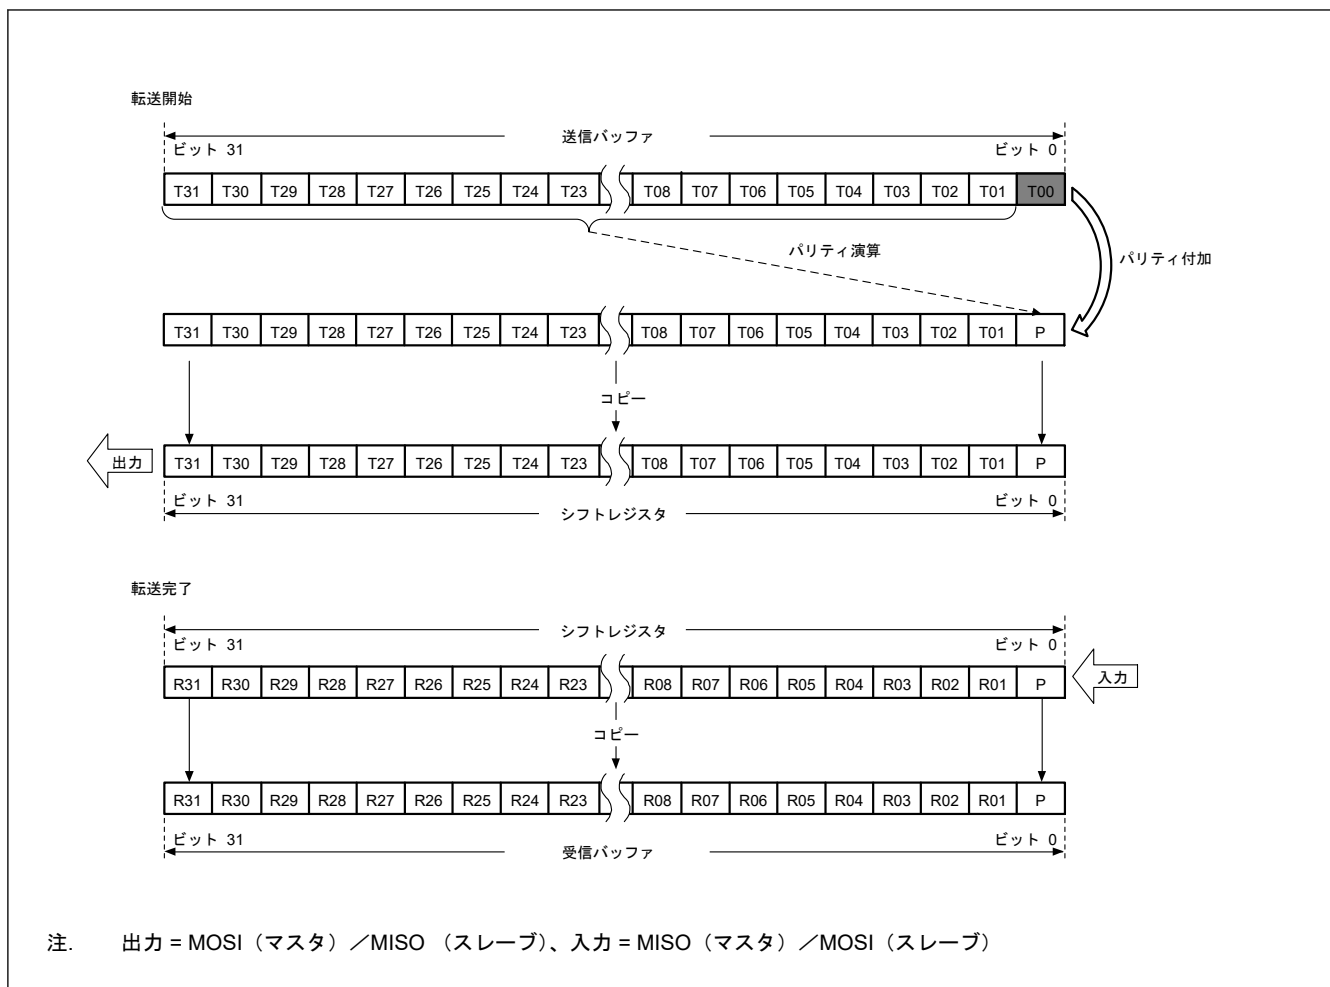 転送開始
送信バッファ
ビット 31 ビット 0
T31 T30 T29 T28 T27 T26 T25 T24 T23 T08 T07 T06 T05 T04 T03 T02 T01 T00
パリティ演算
パリティ付加
T31 T30 T29 T28 T27 T26 T25 T24 T23 T08 T07 T06 T05 T04 T03 T02 T01 P
コピー
出力 T31 T30 T29 T28 T27 T26 T25 T24 T23 T08 T07 T06 T05 T04 T03 T02 T01 P
ビット 31 ビット 0
シフトレジスタ
転送完了
シフトレジスタ
ビット 31 ビット 0
R31 R30 R29 R28 R27 R26 R25 R24 R23 R08 R07 R06 R05 R04 R03 R02 R01 P 入力
コピー
R31 R30 R29 R28 R27 R26 R25 R24 R23 R08 R07 R06 R05 R04 R03 R02 R01 P
ビット 31 ビット 0
受信バッファ
注. 出力 = MOSI（マスタ）／MISO （スレーブ）、入力 = MISO（マスタ）／MOSI（スレーブ）